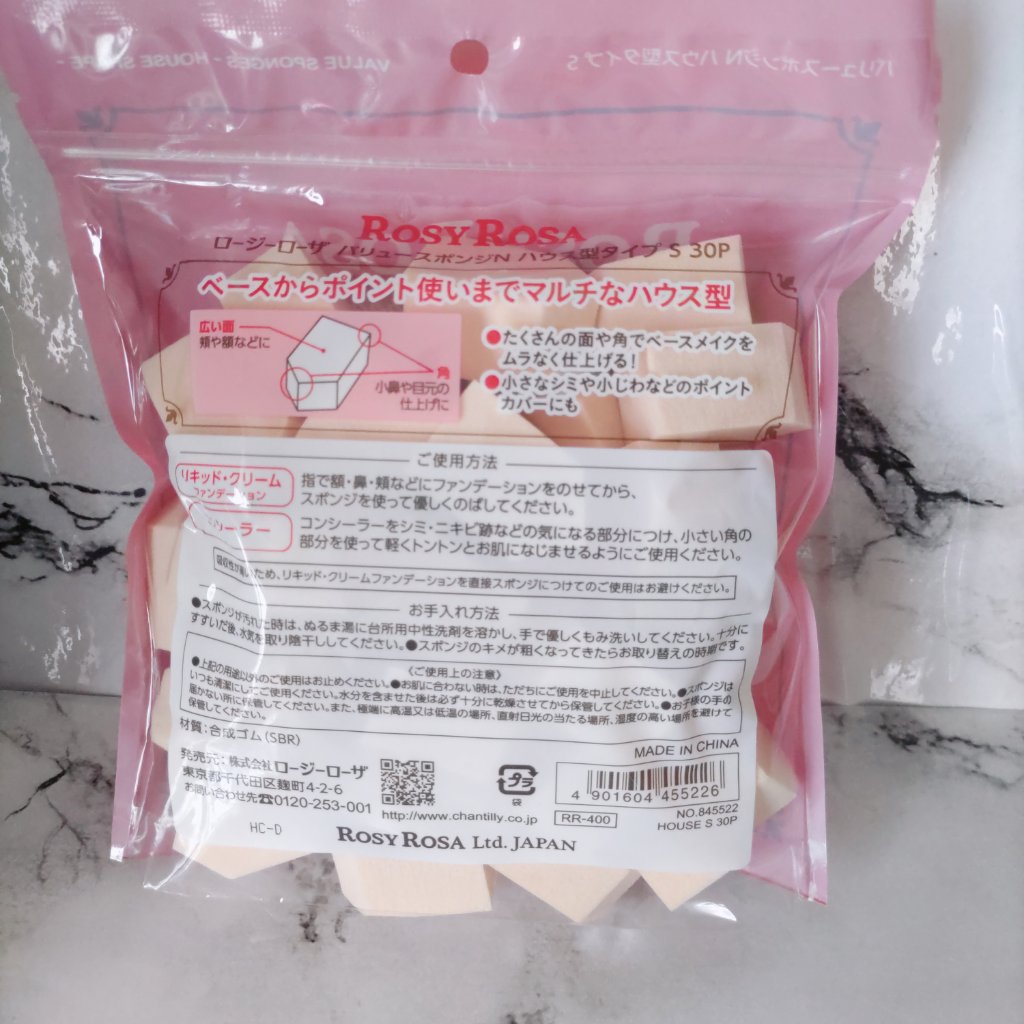 VALUE SPONGES - HOUSE SHAPE -
バリュースポンジN ハウス型タイプ S
ROSY ROSA
ロージーローザ バリュースポンジN ハウス型タイプ S 30P
ベースからポイント使いまでマルチなハウス型
広い面
頬や額などに
角
小鼻や目元の
仕上げに
●たくさんの面や角でベースメイクを
ムラなく仕上げる!
●小さなシミや小じわなどのポイント
カバーにも
ご使用方法
リキッド・クリーム
ファンデーション
指で額・鼻・頬などにファンデーションをのせてから、
スポンジを使って優しくのばしてください。
シーラー
コンシーラーをシミ・ニキビ跡などの気になる部分につけ、小さい角の
部分を使って軽くトントンとお肌になじませるようにご使用ください。
吸収性が高いため、リキッド・クリームファンデーションを直接スポンジにつけてのご使用はお避けください。
お手入れ方法
●スポンジが汚れた時は、ぬるま湯に台所用中性洗剤を溶かし、手で優しくもみ洗いしてください。十分に
すすいだ後、水気を取り陰干ししてください。●スポンジのキメが粗くなってきたらお取り替えの時期です。
《ご使用上の注意》
●上記の用途以外のご使用はお止めください。●お肌に合わない時は、ただちにご使用を中止してください。●スポンジは
いつも清潔にしてご使用ください。水分を含ませた後は必ず十分に乾燥させてから保管してください。●お子様の手の
届かない所に保管してください。また、極端に高温又は低温の場所、直射日光の当たる場所、湿度の高い場所を避けて
保管してください。
材質:合成ゴム(SBR)
MADE IN CHINA
発売元:株式会社ロージーローザ
東京都千代田区麹町4-2-6
お問い合わせ先☎0120-253-001
http://www.chantilly.co.jp
プラ
袋
4 901604 455226
RR-400
NO.845522
HOUSE S 30P
HC-D
ROSY ROSA Ltd. JAPAN